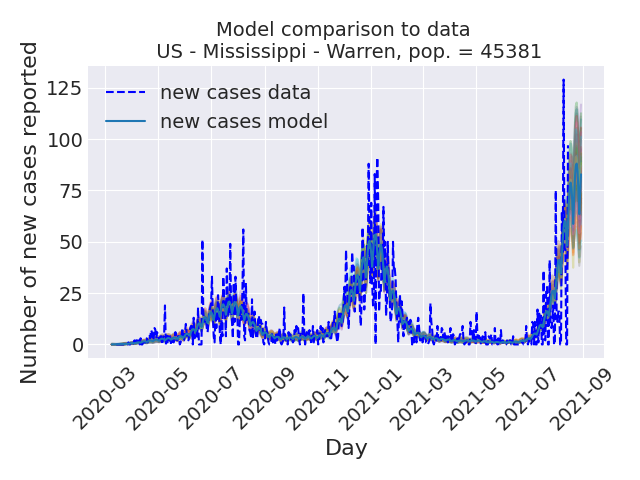 Model comparison to data
US - Mississippi - Warren, pop. = 45381
Number of new cases reported
125
100
75
50
25
0
new cases data
new cases model
2020-03
2020-05
2020-07
2020-09
2020-11
2021-01
2021-03
2021-05
2021-07
2021-09
Day